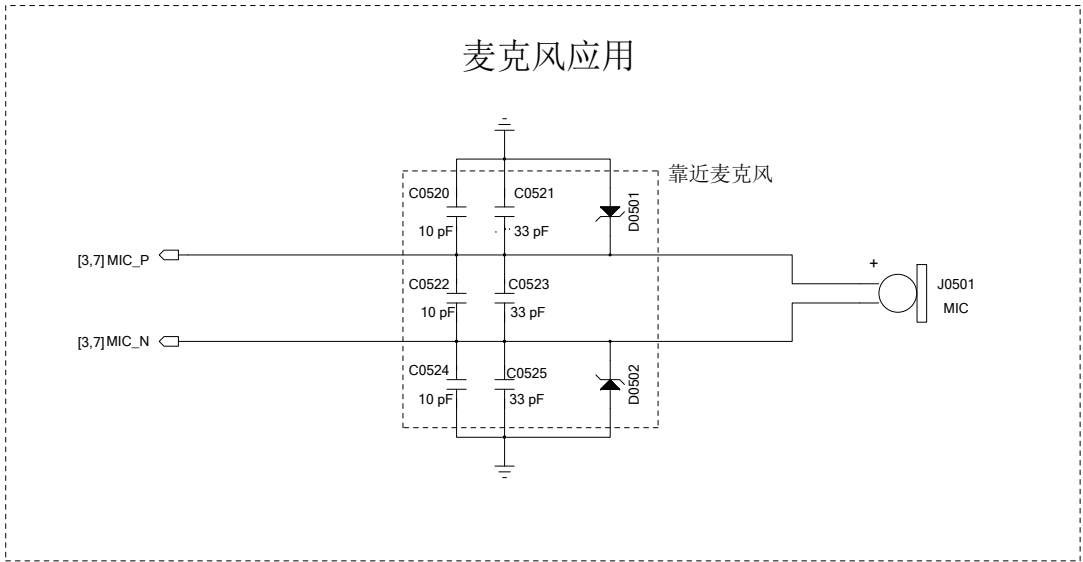 麦克风应用
靠近麦克风
C0520
C0521
D0501
10 pF
33 pF
[3,7] MIC_P
C0522
C0523
+
J0501
10 pF
33 pF
MIC
[3,7] MIC_N
C0524
C0525
D0502
10 pF
33 pF